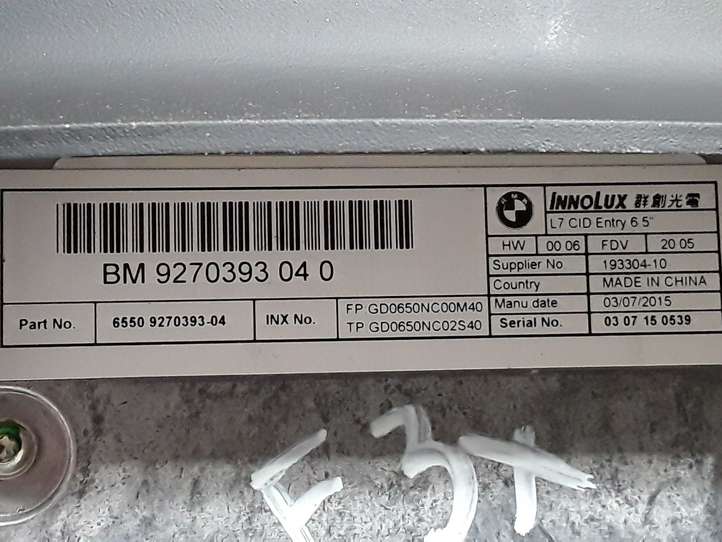 BMW
INNOLUX 群創光電
L7 CID Entry 6 5"
HW 00 06 FDV 20 05
Supplier No 193304-10
Country MADE IN CHINA
Manu date 03/07/2015
Serial No. 03 07 15 0539
BM 9270393 04 0
Part No. 6550 9270393-04
INX No. FP GD0650NC00M40
TP GD0650NC02S40
F3X